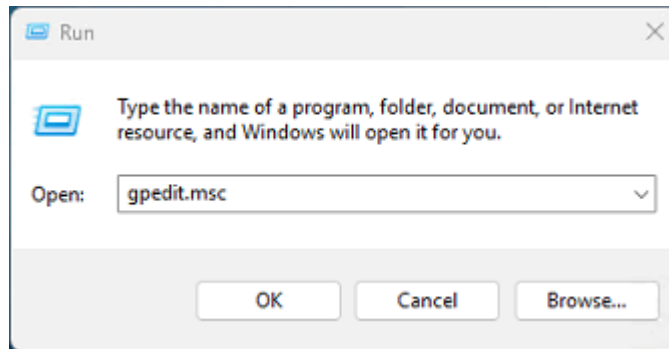 Run
Type the name of a program, folder, document, or Internet
resource, and Windows will open it for you.
Open: gpedit.msc
OK Cancel Browse...